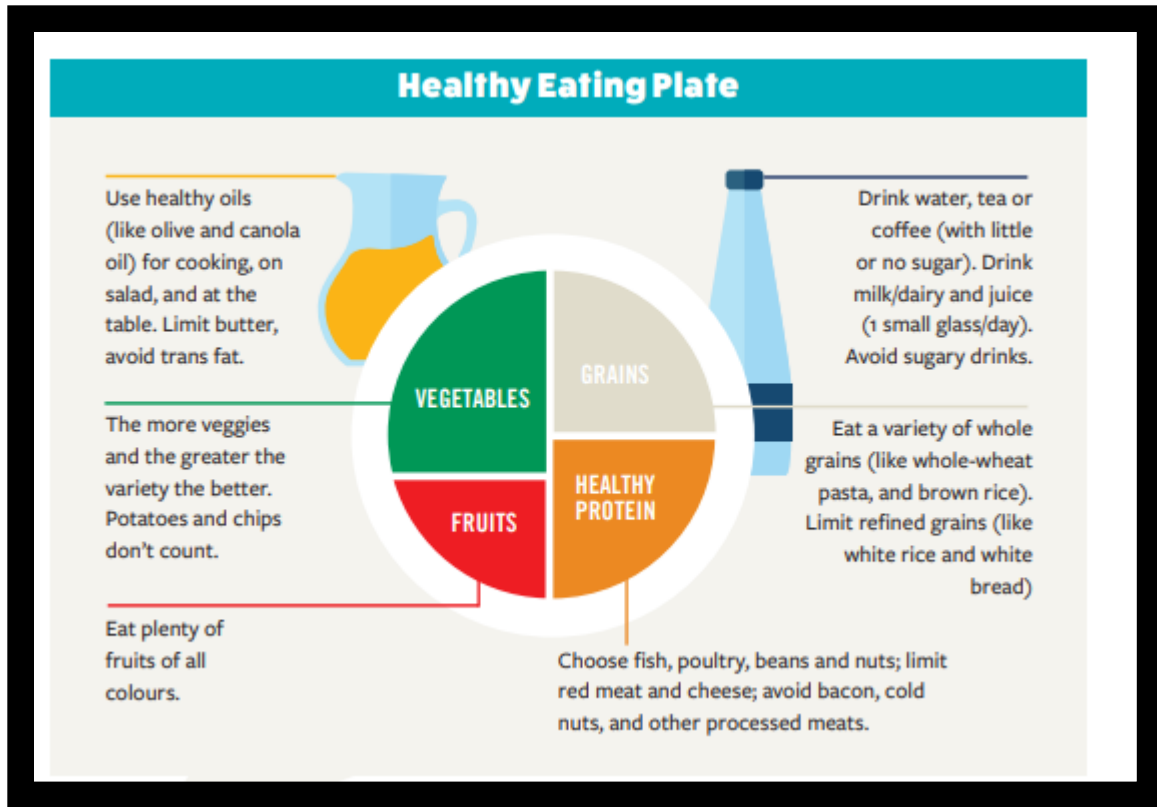 Healthy Eating Plate
Use healthy oils
(like olive and canola
oil) for cooking, on
salad, and at the
table. Limit butter,
avoid trans fat.
The more veggies
and the greater the
variety the better.
Potatoes and chips
don't count.
Eat plenty of
fruits of all
colours.
VEGETABLES
GRAINS
FRUITS
HEALTHY
PROTEIN
Drink water, tea or
coffee (with little
or no sugar). Drink
milk/dairy and juice
(1 small glass/day).
Avoid sugary drinks.
Eat a variety of whole
grains (like whole-wheat
pasta, and brown rice).
Limit refined grains (like
white rice and white
bread)
Choose fish, poultry, beans and nuts; limit
red meat and cheese; avoid bacon, cold
nuts, and other processed meats.